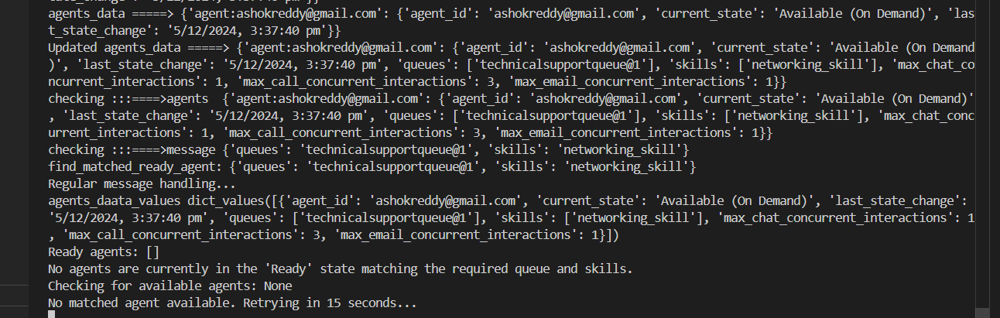 agents_data =====> {'agent:ashokreddy@gmail.com': {'agent_id': 'ashokreddy@gmail.com', 'current_state': 'Available (On Demand)', 'las
t_state_change': '5/12/2024, 3:37:40 pm'}}
Updated agents_data =====> {'agent:ashokreddy@gmail.com': {'agent_id': 'ashokreddy@gmail.com', 'current_state': 'Available (On Demand
)', 'last_state_change': '5/12/2024, 3:37:40 pm', 'queues': ['technicalsupportqueue@1'], 'skills': ['networking_skill'], 'max_chat_co
ncurrent_interactions': 1, 'max_call_concurrent_interactions': 3, 'max_email_concurrent_interactions': 1}}
checking :::====>agents  {'agent:ashokreddy@gmail.com': {'agent_id': 'ashokreddy@gmail.com', 'current_state': 'Available (On Demand)'
, 'last_state_change': '5/12/2024, 3:37:40 pm', 'queues': ['technicalsupportqueue@1'], 'skills': ['networking_skill'], 'max_chat_conc
urrent_interactions': 1, 'max_call_concurrent_interactions': 3, 'max_email_concurrent_interactions': 1}}
checking :::====>message {'queues': 'technicalsupportqueue@1', 'skills': 'networking_skill'}
find_matched_ready_agent: {'queues': 'technicalsupportqueue@1', 'skills': 'networking_skill'}
Regular message handling...
agents_daata_values dict_values([{'agent_id': 'ashokreddy@gmail.com', 'current_state': 'Available (On Demand)', 'last_state_change':
'5/12/2024, 3:37:40 pm', 'queues': ['technicalsupportqueue@1'], 'skills': ['networking_skill'], 'max_chat_concurrent_interactions': 1
, 'max_call_concurrent_interactions': 3, 'max_email_concurrent_interactions': 1}])
Ready agents: []
No agents are currently in the 'Ready' state matching the required queue and skills.
Checking for available agents: None
No matched agent available. Retrying in 15 seconds...